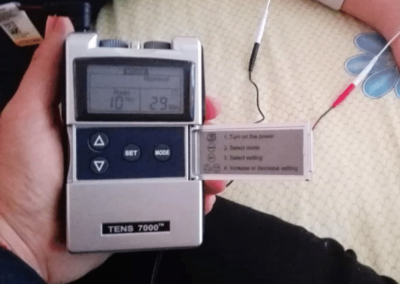 10
29
SET
MODE
1. Turn on the power
2. Select mode
3. Select setting
4. Increase or decrease setting
TENS 7000™